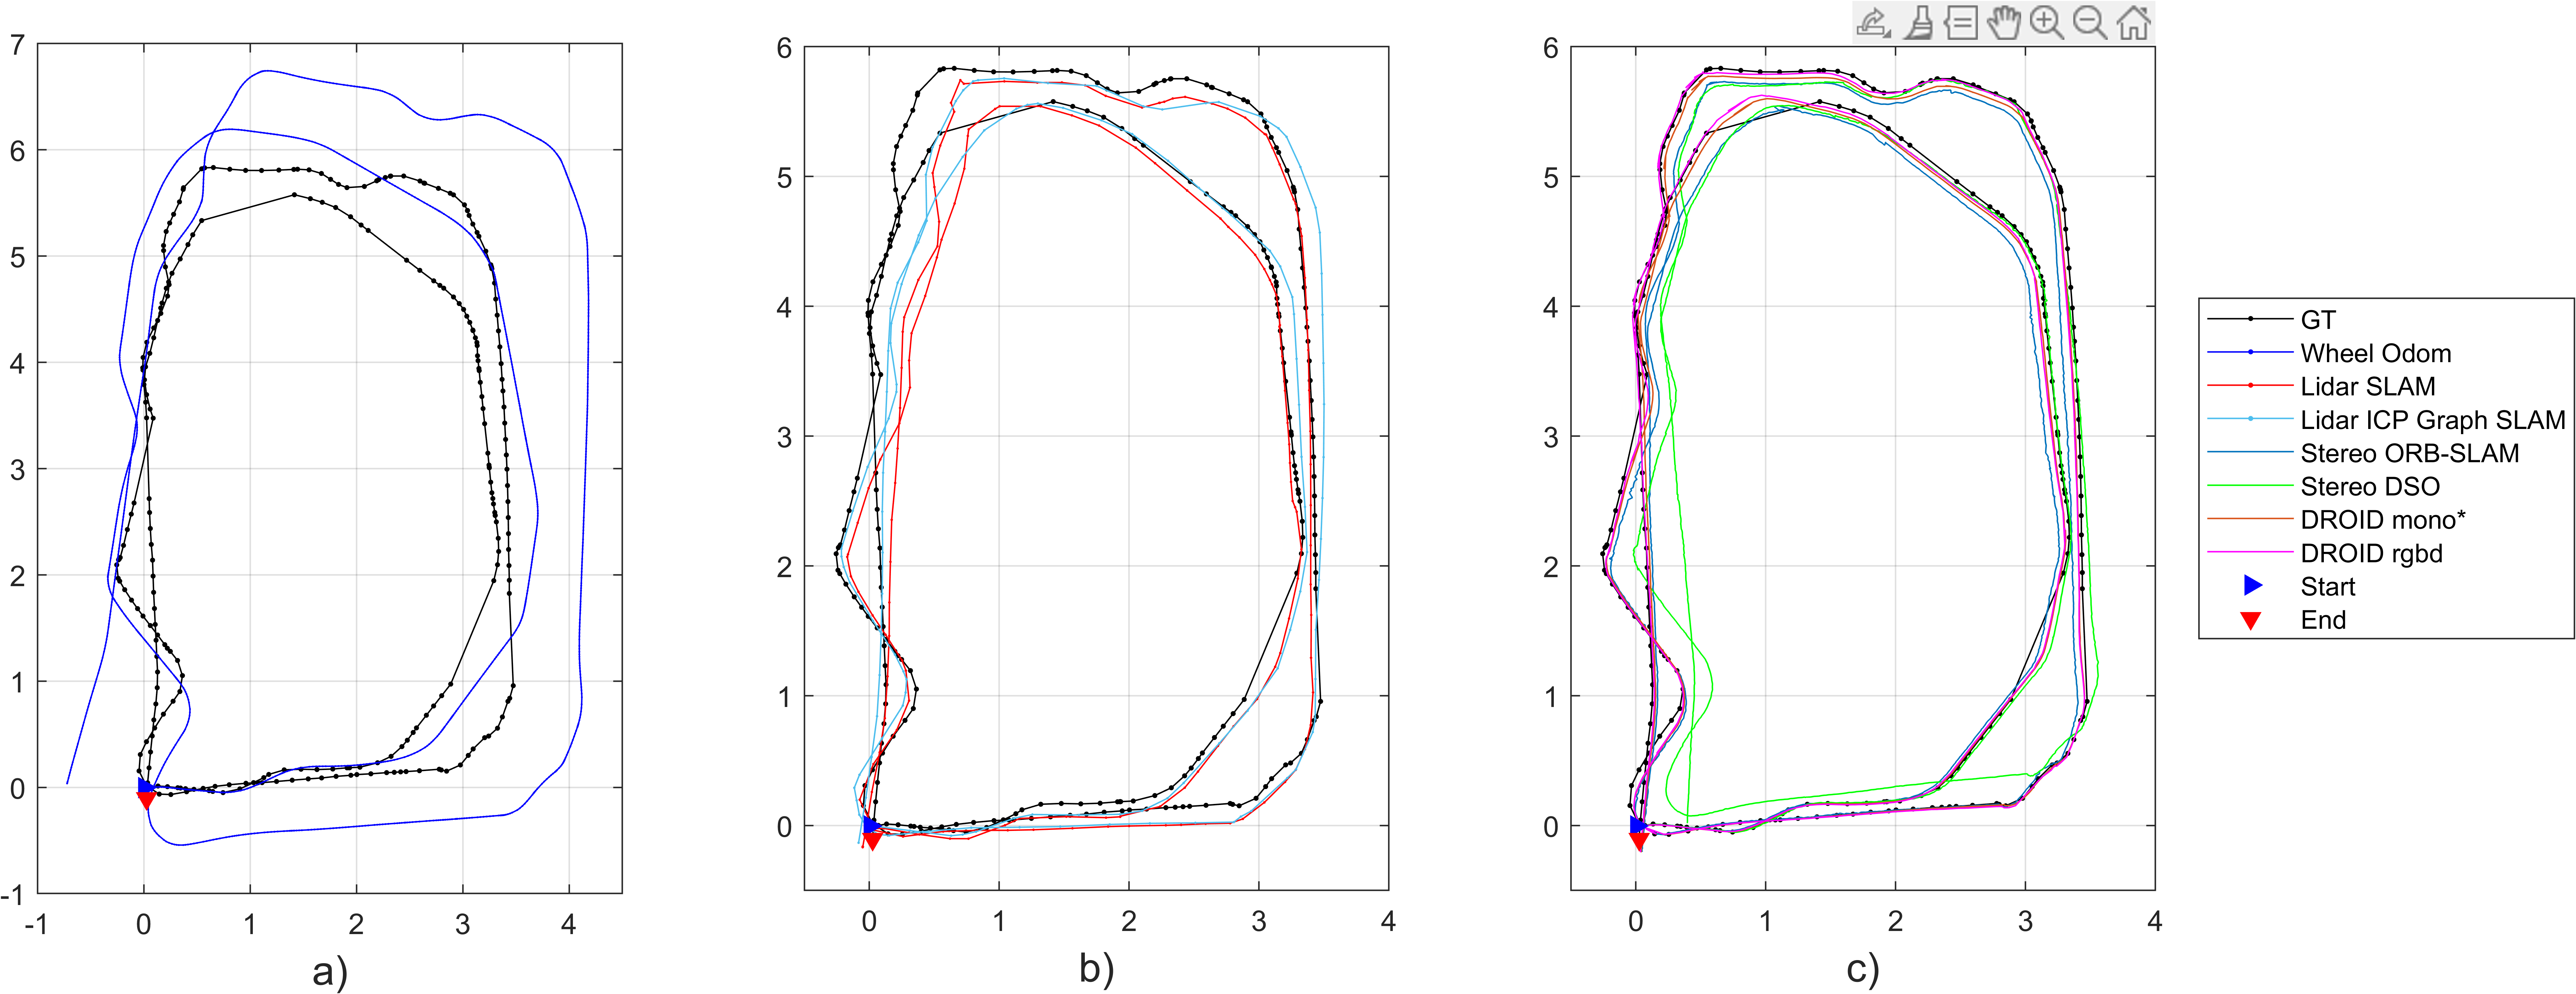 7
6
5
4
3
2
1
0
-1
-1 0 1 2 3 4
a)
6
5
4
3
2
1
0
0 1 2 3 4
b)
6
5
4
3
2
1
0
0 1 2 3 4
c)
GT
Wheel Odom
Lidar SLAM
Lidar ICP Graph SLAM
Stereo ORB-SLAM
Stereo DSO
DROID mono*
DROID rgbd
Start
End